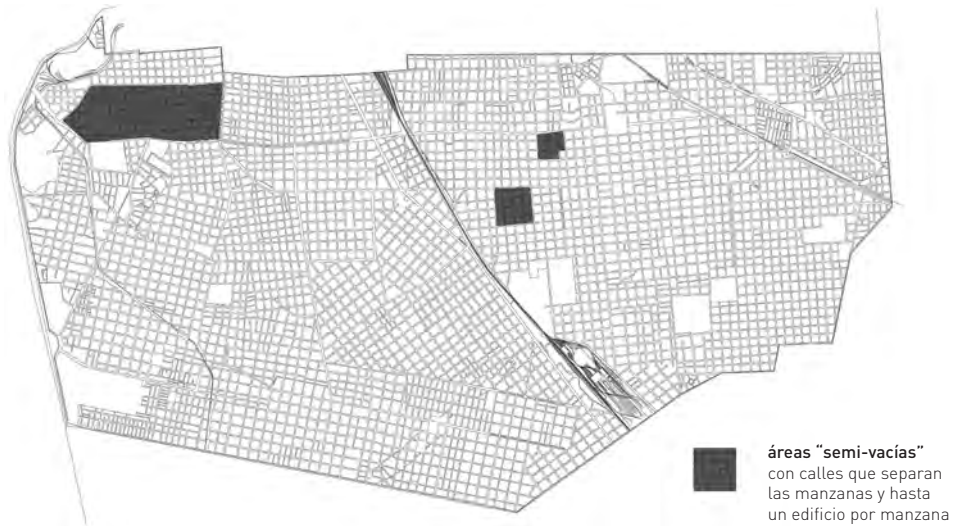 áreas “semi-vacías”
con calles que separan
las manzanas y hasta
un edificio por manzana